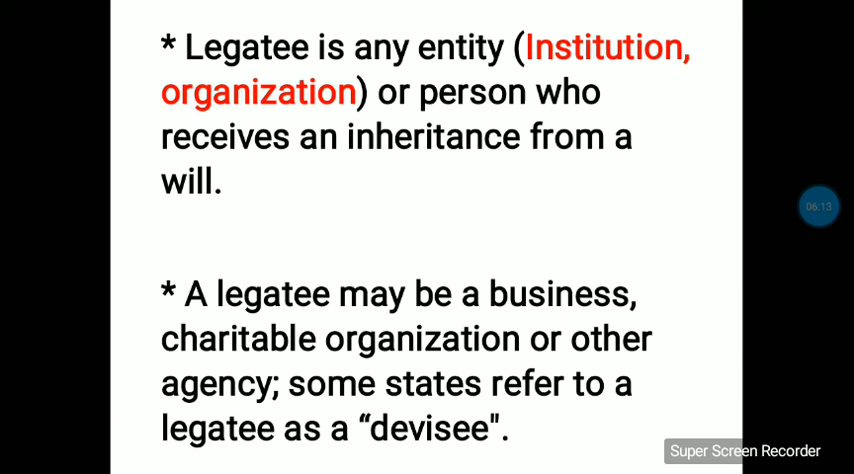 * Legatee is any entity (Institution,
organization) or person who
receives an inheritance from a
will.
* A legatee may be a business,
charitable organization or other
agency; some states refer to a
legatee as a “devisee".
06:13
Super Screen Recorder